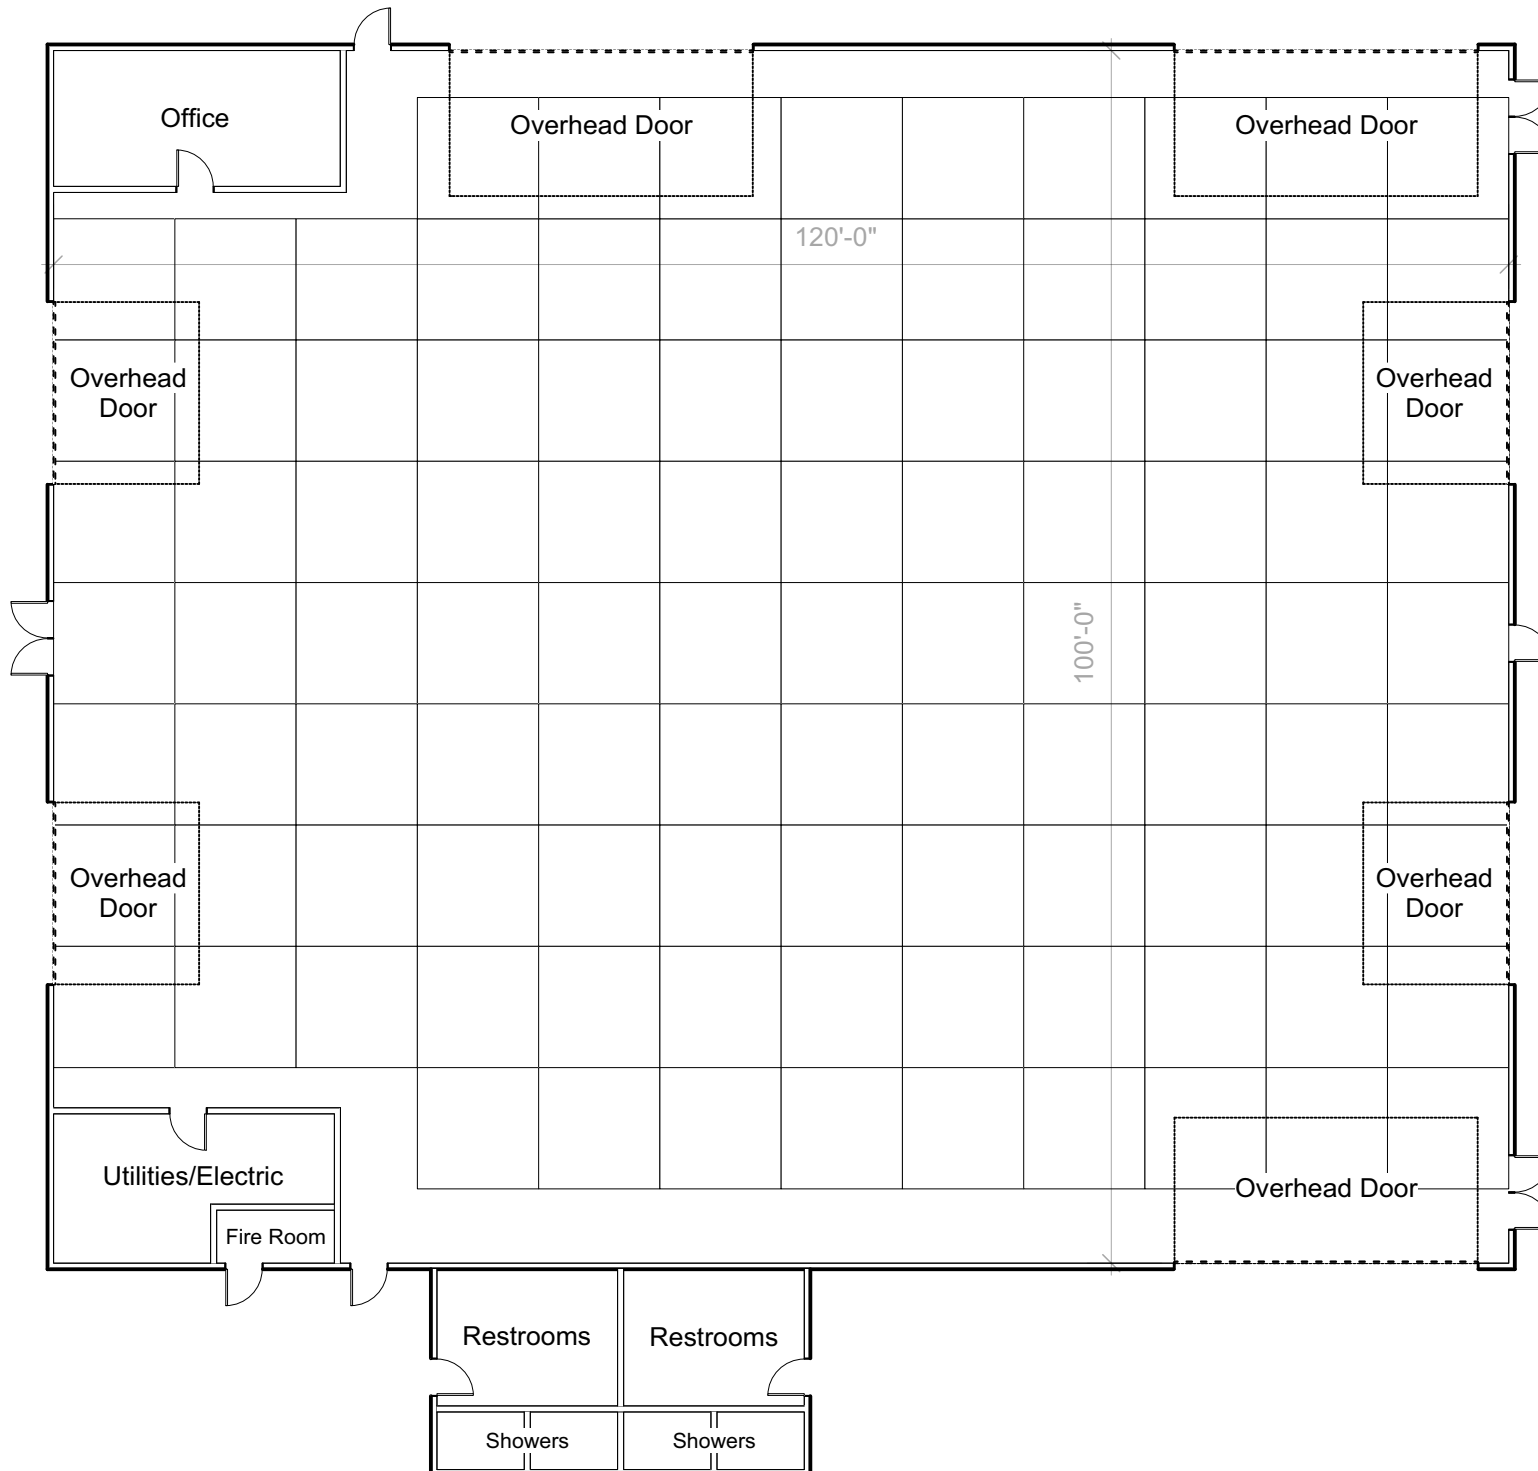 Office
Overhead Door
Overhead Door
120'-0"
Overhead
Door
Overhead
Door
100'-0"
Overhead
Door
Overhead
Door
Utilities/Electric
Overhead Door
Fire Room
Restrooms
Restrooms
Showers
Showers